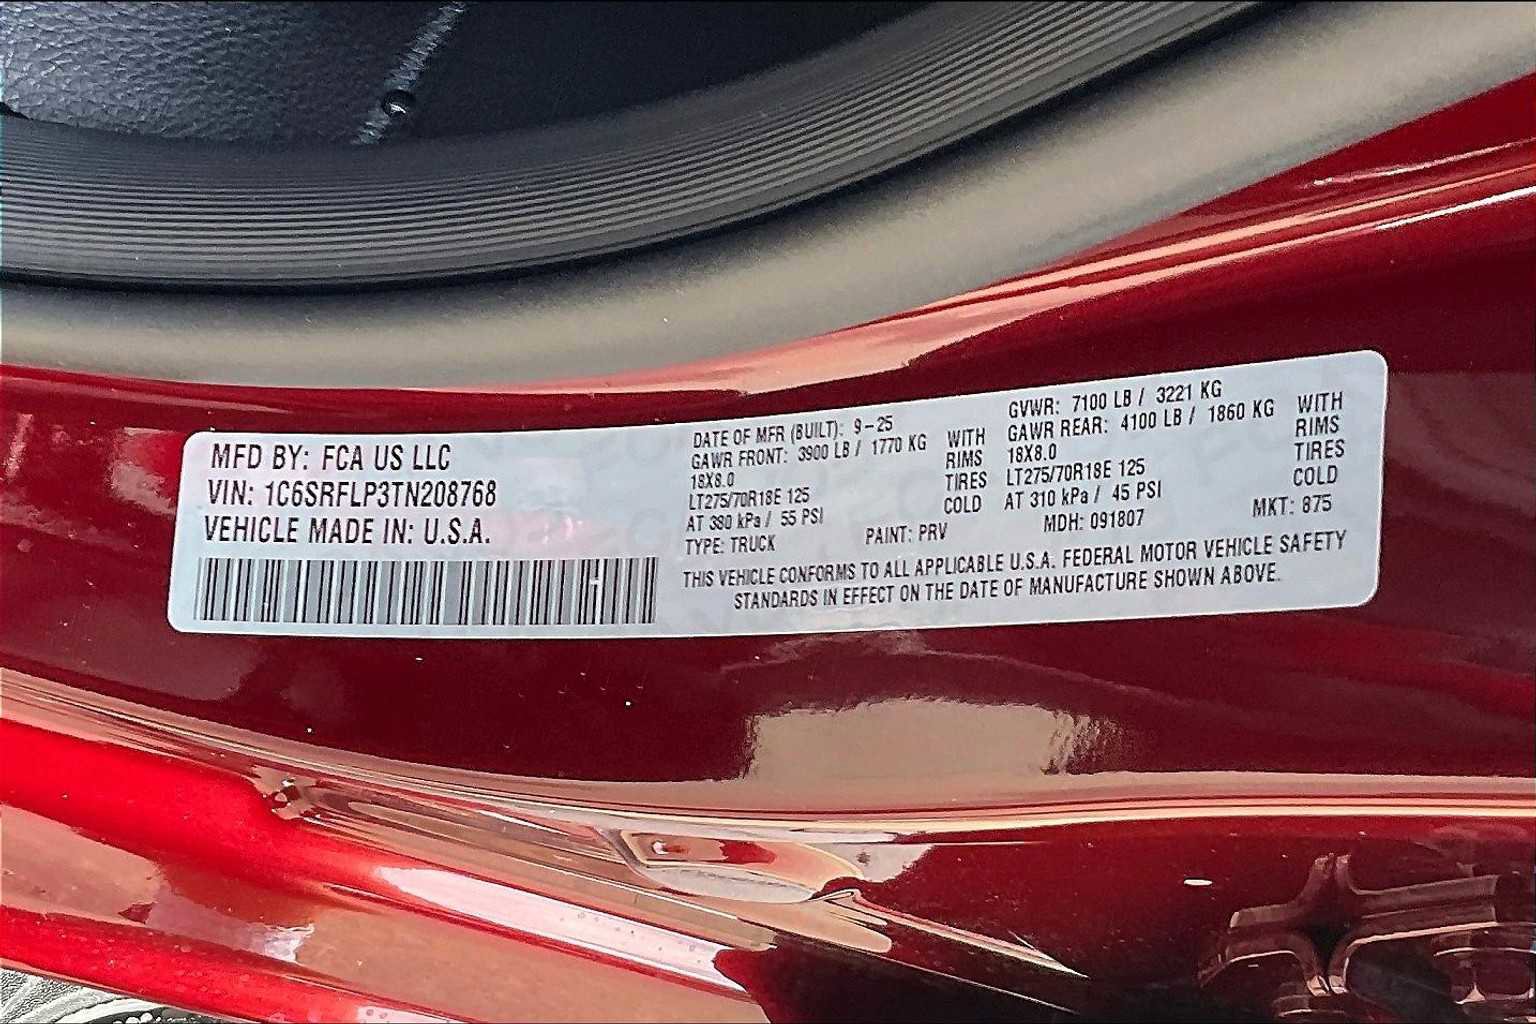 MFD BY: FCA US LLC
VIN: 1C6SRFLP3TN208768
VEHICLE MADE IN: U.S.A.
DATE OF MFR (BUILT): 9-25
GAWR FRONT: 3900 LB / 1770 KG WITH
18X8.0 RIMS
LT275/70R18E 125 TIRES
AT 380 kPa / 55 PSI COLD
TYPE: TRUCK PAINT: PRV
GVWR: 7100 LB / 3221 KG
GAWR REAR: 4100 LB / 1860 KG WITH
18X8.0 RIMS
LT275/70R18E 125 TIRES
AT 310 kPa / 45 PSI COLD
MDH: 091807 MKT: 875
THIS VEHICLE CONFORMS TO ALL APPLICABLE U.S.A. FEDERAL MOTOR VEHICLE SAFETY
STANDARDS IN EFFECT ON THE DATE OF MANUFACTURE SHOWN ABOVE.